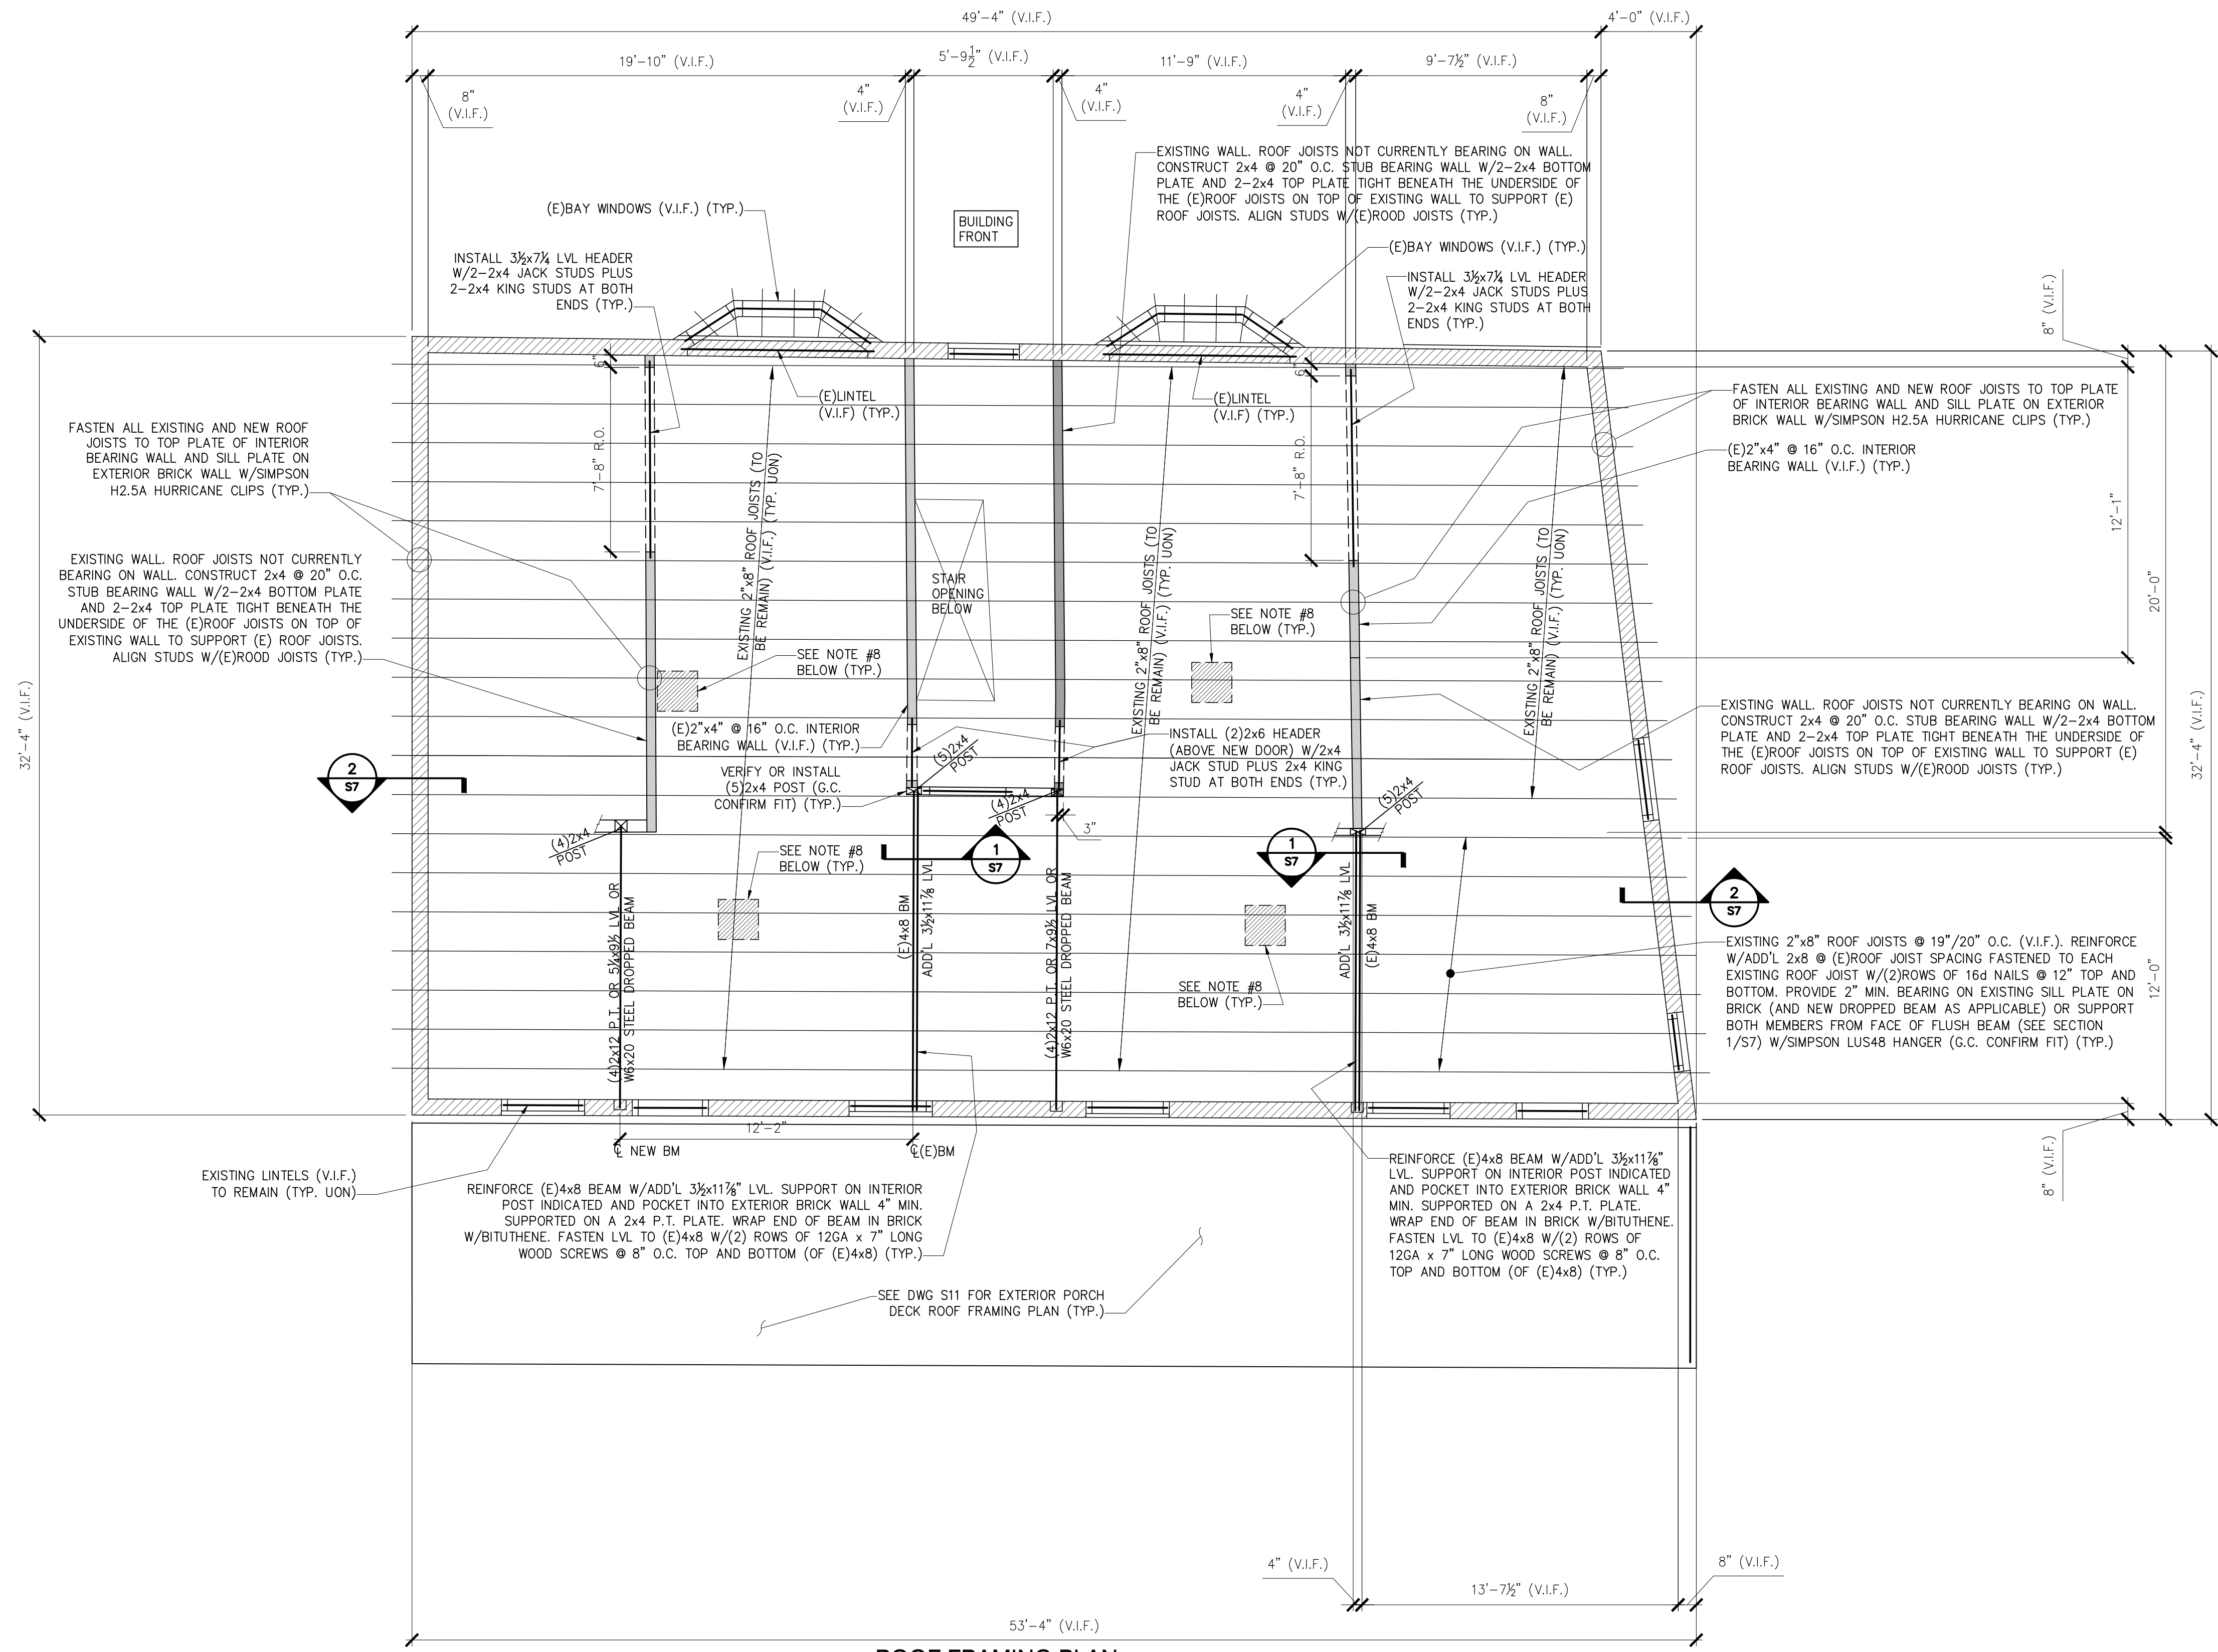 49'-4" (V.I.F.)
4'-0" (V.I.F.)
19'-10" (V.I.F.)
5'-9½" (V.I.F.)
11'-9" (V.I.F.)
9'-7½" (V.I.F.)
8"
(V.I.F.)
4"
(V.I.F.)
4"
(V.I.F.)
4"
(V.I.F.)
8"
(V.I.F.)
EXISTING WALL. ROOF JOISTS NOT CURRENTLY BEARING ON WALL.
CONSTRUCT 2x4 @ 20" O.C. STUB BEARING WALL W/2-2x4 BOTTOM
PLATE AND 2-2x4 TOP PLATE TIGHT BENEATH THE UNDERSIDE OF
THE (E)ROOF JOISTS ON TOP OF EXISTING WALL TO SUPPORT (E)
ROOF JOISTS. ALIGN STUDS W/(E)ROOD JOISTS (TYP.)
(E)BAY WINDOWS (V.I.F.) (TYP.)
BUILDING
FRONT
(E)BAY WINDOWS (V.I.F.) (TYP.)
INSTALL 3½x7¼ LVL HEADER
W/2-2x4 JACK STUDS PLUS
2-2x4 KING STUDS AT BOTH
ENDS (TYP.)
INSTALL 3½x7¼ LVL HEADER
W/2-2x4 JACK STUDS PLUS
2-2x4 KING STUDS AT BOTH
ENDS (TYP.)
8" (V.I.F.)
6"
6"
(E)LINTEL
(V.I.F) (TYP.)
(E)LINTEL
(V.I.F) (TYP.)
FASTEN ALL EXISTING AND NEW ROOF JOISTS TO TOP PLATE
OF INTERIOR BEARING WALL AND SILL PLATE ON EXTERIOR
BRICK WALL W/SIMPSON H2.5A HURRICANE CLIPS (TYP.)
FASTEN ALL EXISTING AND NEW ROOF
JOISTS TO TOP PLATE OF INTERIOR
BEARING WALL AND SILL PLATE ON
EXTERIOR BRICK WALL W/SIMPSON
H2.5A HURRICANE CLIPS (TYP.)
(E)2"x4" @ 16" O.C. INTERIOR
BEARING WALL (V.I.F.) (TYP.)
7'-8" R.O.
7'-8" R.O.
12'-1"
20'-0"
EXISTING 2"x8" ROOF JOISTS (TO
BE REMAIN) (V.I.F.) (TYP. UON)
EXISTING 2"x8" ROOF JOISTS (TO
BE REMAIN) (V.I.F.) (TYP. UON)
EXISTING 2"x8" ROOF JOISTS (TO
BE REMAIN) (V.I.F.) (TYP. UON)
EXISTING WALL. ROOF JOISTS NOT CURRENTLY
BEARING ON WALL. CONSTRUCT 2x4 @ 20" O.C.
STUB BEARING WALL W/2-2x4 BOTTOM PLATE
AND 2-2x4 TOP PLATE TIGHT BENEATH THE
UNDERSIDE OF THE (E)ROOF JOISTS ON TOP OF
EXISTING WALL TO SUPPORT (E) ROOF JOISTS.
ALIGN STUDS W/(E)ROOD JOISTS (TYP.)
STAIR
OPENING
BELOW
SEE NOTE #8
BELOW (TYP.)
SEE NOTE #8
BELOW (TYP.)
32'-4" (V.I.F.)
32'-4" (V.I.F.)
(E)2"x4" @ 16" O.C. INTERIOR
BEARING WALL (V.I.F.) (TYP.)
VERIFY OR INSTALL
(5)2x4 POST (G.C.
CONFIRM FIT) (TYP.)
(5)2x4
POST
INSTALL (2)2x6 HEADER
(ABOVE NEW DOOR) W/2x4
JACK STUD PLUS 2x4 KING
STUD AT BOTH ENDS (TYP.)
EXISTING WALL. ROOF JOISTS NOT CURRENTLY BEARING ON WALL.
CONSTRUCT 2x4 @ 20" O.C. STUB BEARING WALL W/2-2x4 BOTTOM
PLATE AND 2-2x4 TOP PLATE TIGHT BENEATH THE UNDERSIDE OF
THE (E)ROOF JOISTS ON TOP OF EXISTING WALL TO SUPPORT (E)
ROOF JOISTS. ALIGN STUDS W/(E)ROOD JOISTS (TYP.)
2
S7
(4)2x4
POST
(4)2x4
POST
(5)2x4
POST
3"
1
S7
1
S7
2
S7
SEE NOTE #8
BELOW (TYP.)
(4)2x12 P.T. OR 5¼x9½ LVL OR
W6x20 STEEL DROPPED BEAM
(E)4x8 BM
ADD'L 3½x11⅞ LVL
(4)2x12 P.T. OR 7x9½ LVL OR
W6x20 STEEL DROPPED BEAM
SEE NOTE #8
BELOW (TYP.)
ADD'L 3½x11⅞ LVL
(E)4x8 BM
EXISTING 2"x8" ROOF JOISTS @ 19"/20" O.C. (V.I.F.). REINFORCE
W/ADD'L 2x8 @ (E)ROOF JOIST SPACING FASTENED TO EACH
EXISTING ROOF JOIST W/(2)ROWS OF 16d NAILS @ 12" TOP AND
BOTTOM. PROVIDE 2" MIN. BEARING ON EXISTING SILL PLATE ON
BRICK (AND NEW DROPPED BEAM AS APPLICABLE) OR SUPPORT
BOTH MEMBERS FROM FACE OF FLUSH BEAM (SEE SECTION
1/S7) W/SIMPSON LUS48 HANGER (G.C. CONFIRM FIT) (TYP.)
12'-0"
12'-2"
℄ NEW BM
℄(E)BM
8" (V.I.F.)
EXISTING LINTELS (V.I.F.)
TO REMAIN (TYP. UON)
REINFORCE (E)4x8 BEAM W/ADD'L 3½x11⅞" LVL. SUPPORT ON INTERIOR
POST INDICATED AND POCKET INTO EXTERIOR BRICK WALL 4" MIN.
SUPPORTED ON A 2x4 P.T. PLATE. WRAP END OF BEAM IN BRICK
W/BITUTHENE. FASTEN LVL TO (E)4x8 W/(2) ROWS OF 12GA x 7" LONG
WOOD SCREWS @ 8" O.C. TOP AND BOTTOM (OF (E)4x8) (TYP.)
REINFORCE (E)4x8 BEAM W/ADD'L 3½x11⅞"
LVL. SUPPORT ON INTERIOR POST INDICATED
AND POCKET INTO EXTERIOR BRICK WALL 4"
MIN. SUPPORTED ON A 2x4 P.T. PLATE.
WRAP END OF BEAM IN BRICK W/BITUTHENE.
FASTEN LVL TO (E)4x8 W/(2) ROWS OF
12GA x 7" LONG WOOD SCREWS @ 8" O.C.
TOP AND BOTTOM (OF (E)4x8) (TYP.)
SEE DWG S11 FOR EXTERIOR PORCH
DECK ROOF FRAMING PLAN (TYP.)
4" (V.I.F.)
8" (V.I.F.)
13'-7½" (V.I.F.)
53'-4" (V.I.F.)
ROOF FRAMING PLAN